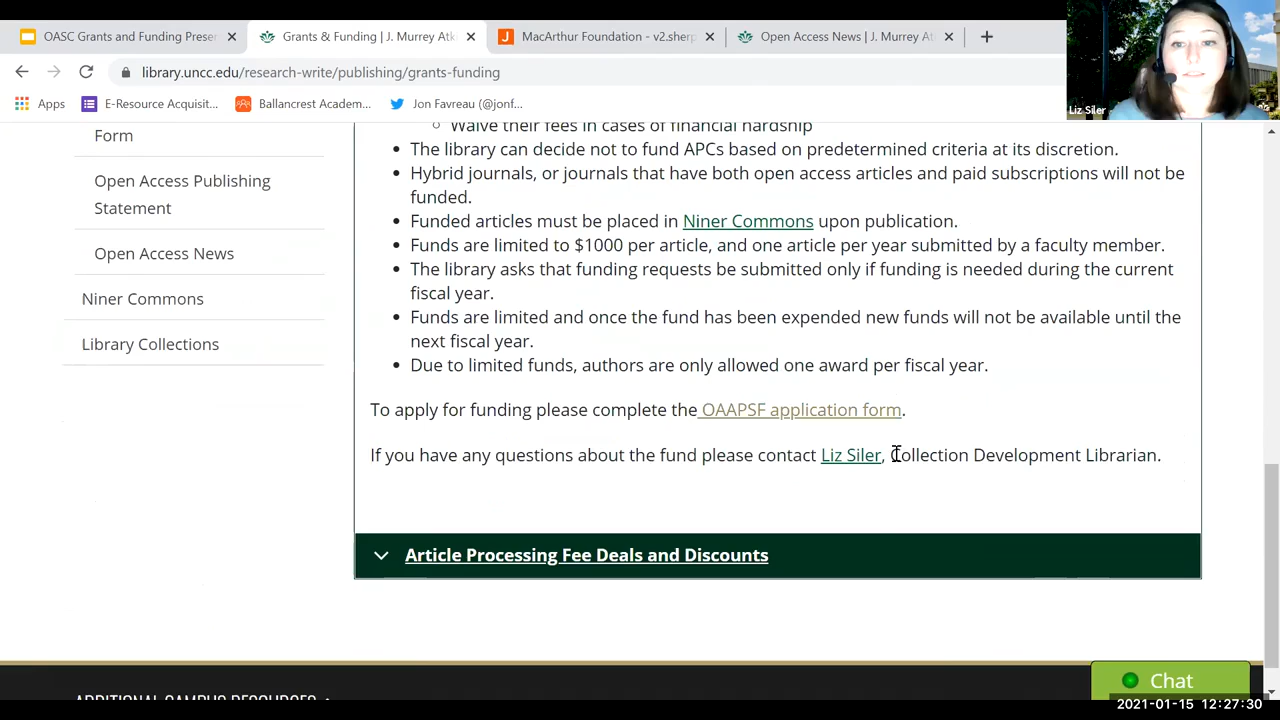 OASC Grants and Funding Prese
Grants & Funding | J. Murrey Atk
MacArthur Foundation - v2.sherp
Open Access News | J. Murrey At
library.uncc.edu/research-write/publishing/grants-funding
Apps
E-Resource Acquisit...
Ballancrest Academ...
Jon Favreau (@jonf...
Liz Siler
Form
Open Access Publishing
Statement
Open Access News
Niner Commons
Library Collections
Waive their fees in cases of financial hardship
The library can decide not to fund APCs based on predetermined criteria at its discretion.
Hybrid journals, or journals that have both open access articles and paid subscriptions will not be
funded.
Funded articles must be placed in Niner Commons upon publication.
Funds are limited to $1000 per article, and one article per year submitted by a faculty member.
The library asks that funding requests be submitted only if funding is needed during the current
fiscal year.
Funds are limited and once the fund has been expended new funds will not be available until the
next fiscal year.
Due to limited funds, authors are only allowed one award per fiscal year.
To apply for funding please complete the OAAPSF application form.
If you have any questions about the fund please contact Liz Siler, Collection Development Librarian.
Article Processing Fee Deals and Discounts
ADDITIONAL CAMPUS RESOURCES
Chat
2021-01-15 12:27:30